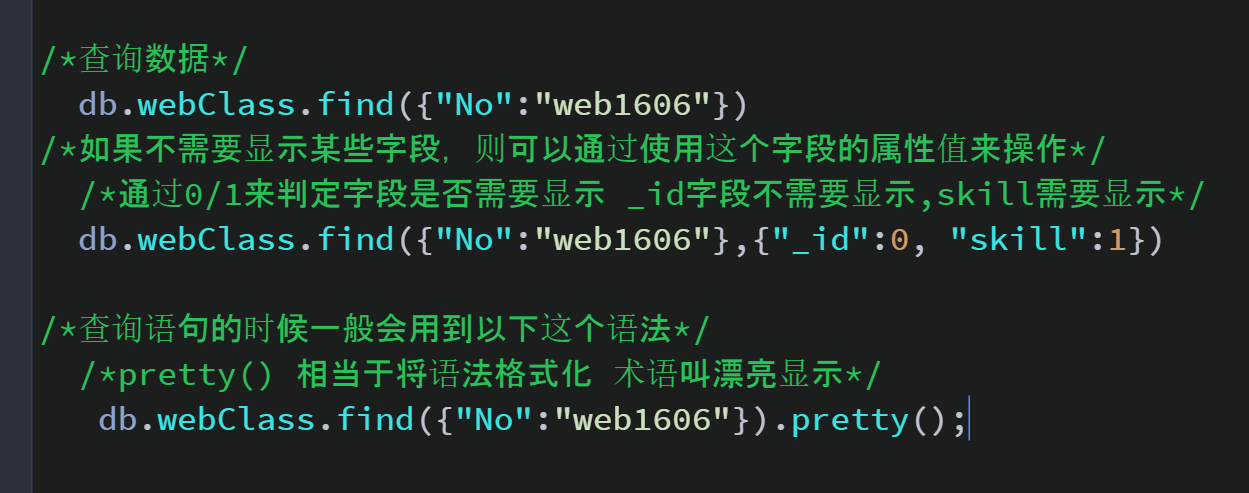 /*查询数据*/
db.webClass.find({"No":"web1606"})
/*如果不需要显示某些字段，则可以通过使用这个字段的属性值来操作*/
/*通过0/1来判定字段是否需要显示 _id字段不需要显示,skill需要显示*/
db.webClass.find({"No":"web1606"},{"_id":0, "skill":1})
/*查询语句的时候一般会用到以下这个语法*/
/*pretty() 相当于将语法格式化 术语叫漂亮显示*/
db.webClass.find({"No":"web1606"}).pretty();